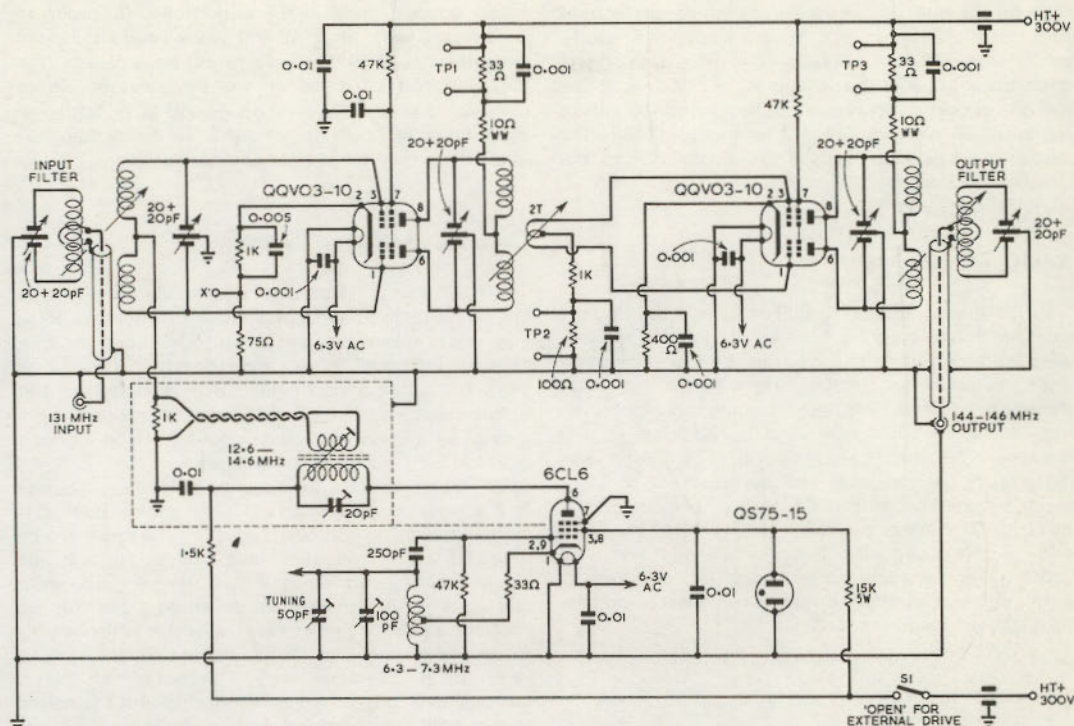 HT+
300V
0·01
47K
TP1
33
Ω
0·001
0·01
10Ω
WW
TP3
33
Ω
0·001
47K
10Ω
WW
INPUT
FILTER
20+
20pF
20+20pF
QQV03-10
2 3 7
8
6
1
20+20pF
2T
QQV03-10
2 3 7
8
6
1
20+20pF
OUTPUT
FILTER
20+
20pF
0·005
1K
X
0·001
75Ω
6·3V AC
1K
TP2
100Ω
0·001
0·001
400
Ω
0·001
6·3V AC
131 MHz
INPUT
144–146 MHz
OUTPUT
1K
12·6 —
14·6MHz
0·01
20pF
1·5K
6CL6
6
7
2,9
3,8
1
QS75-15
250pF
47K
33Ω
6·3V
AC
0·01
0·01
15K
5W
TUNING
50pF
100
pF
6·3 – 7·3MHz
S1
'OPEN' FOR
EXTERNAL DRIVE
HT+
300V